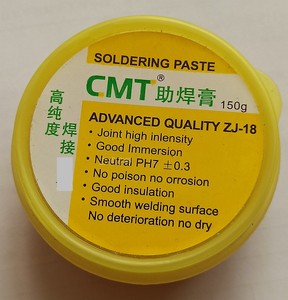 SOLDERING PASTE
CMT® 助焊膏 150g
高纯度
焊接
ADVANCED QUALITY ZJ-18
• Joint high inlensity
• Good Immersion
• Neutral PH7 ±0.3
• No poison no orrosion
• Good insulation
• Smooth welding surface
No deterioration no dry